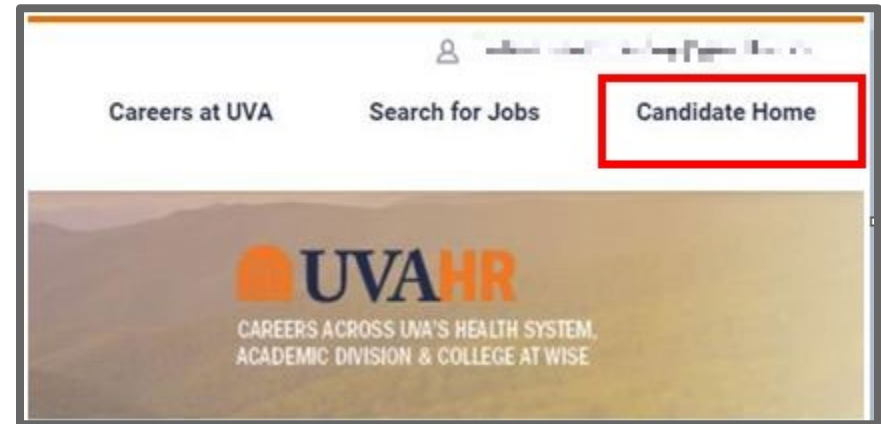 Careers at UVA Search for Jobs Candidate Home
UVAHR
CAREERS ACROSS UVA'S HEALTH SYSTEM,
ACADEMIC DIVISION & COLLEGE AT WISE